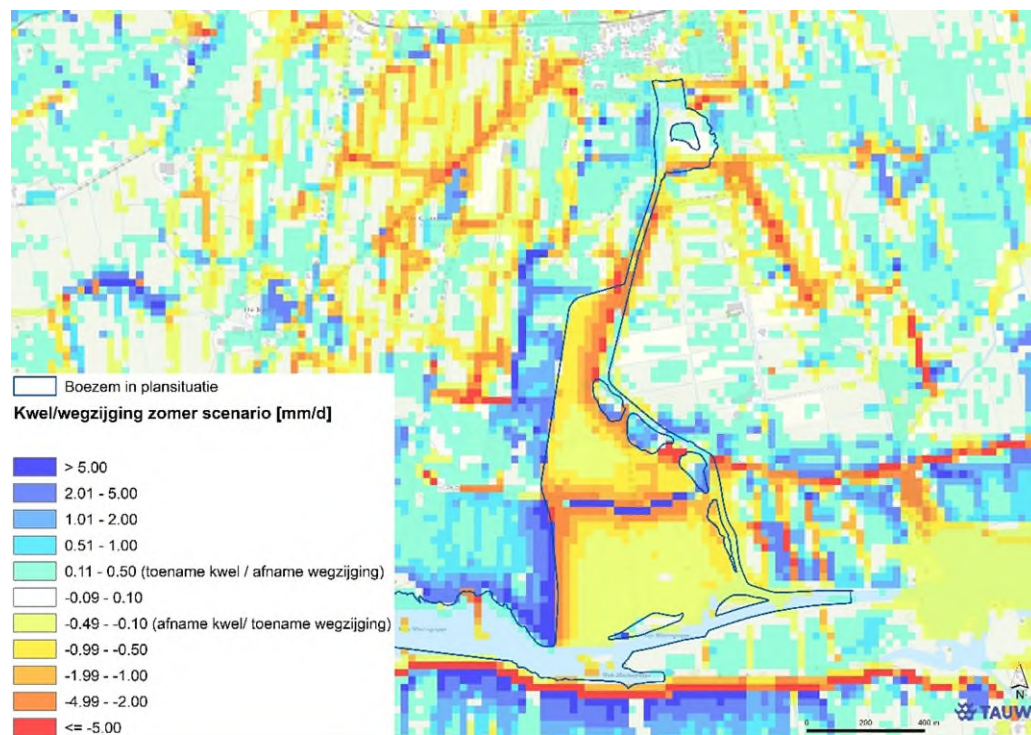 Boezem in plansituatie
Kwel/wegzijging zomer scenario [mm/d]
> 5.00
2.01 - 5.00
1.01 - 2.00
0.51 - 1.00
0.11 - 0.50 (toename kwel / afname wegzijging)
-0.09 - 0.10
-0.49 - -0.10 (afname kwel/ toename wegzijging)
-0.99 - -0.50
-1.99 - -1.00
-4.99 - -2.00
<= -5.00
N
TAUW
0 200 400 m